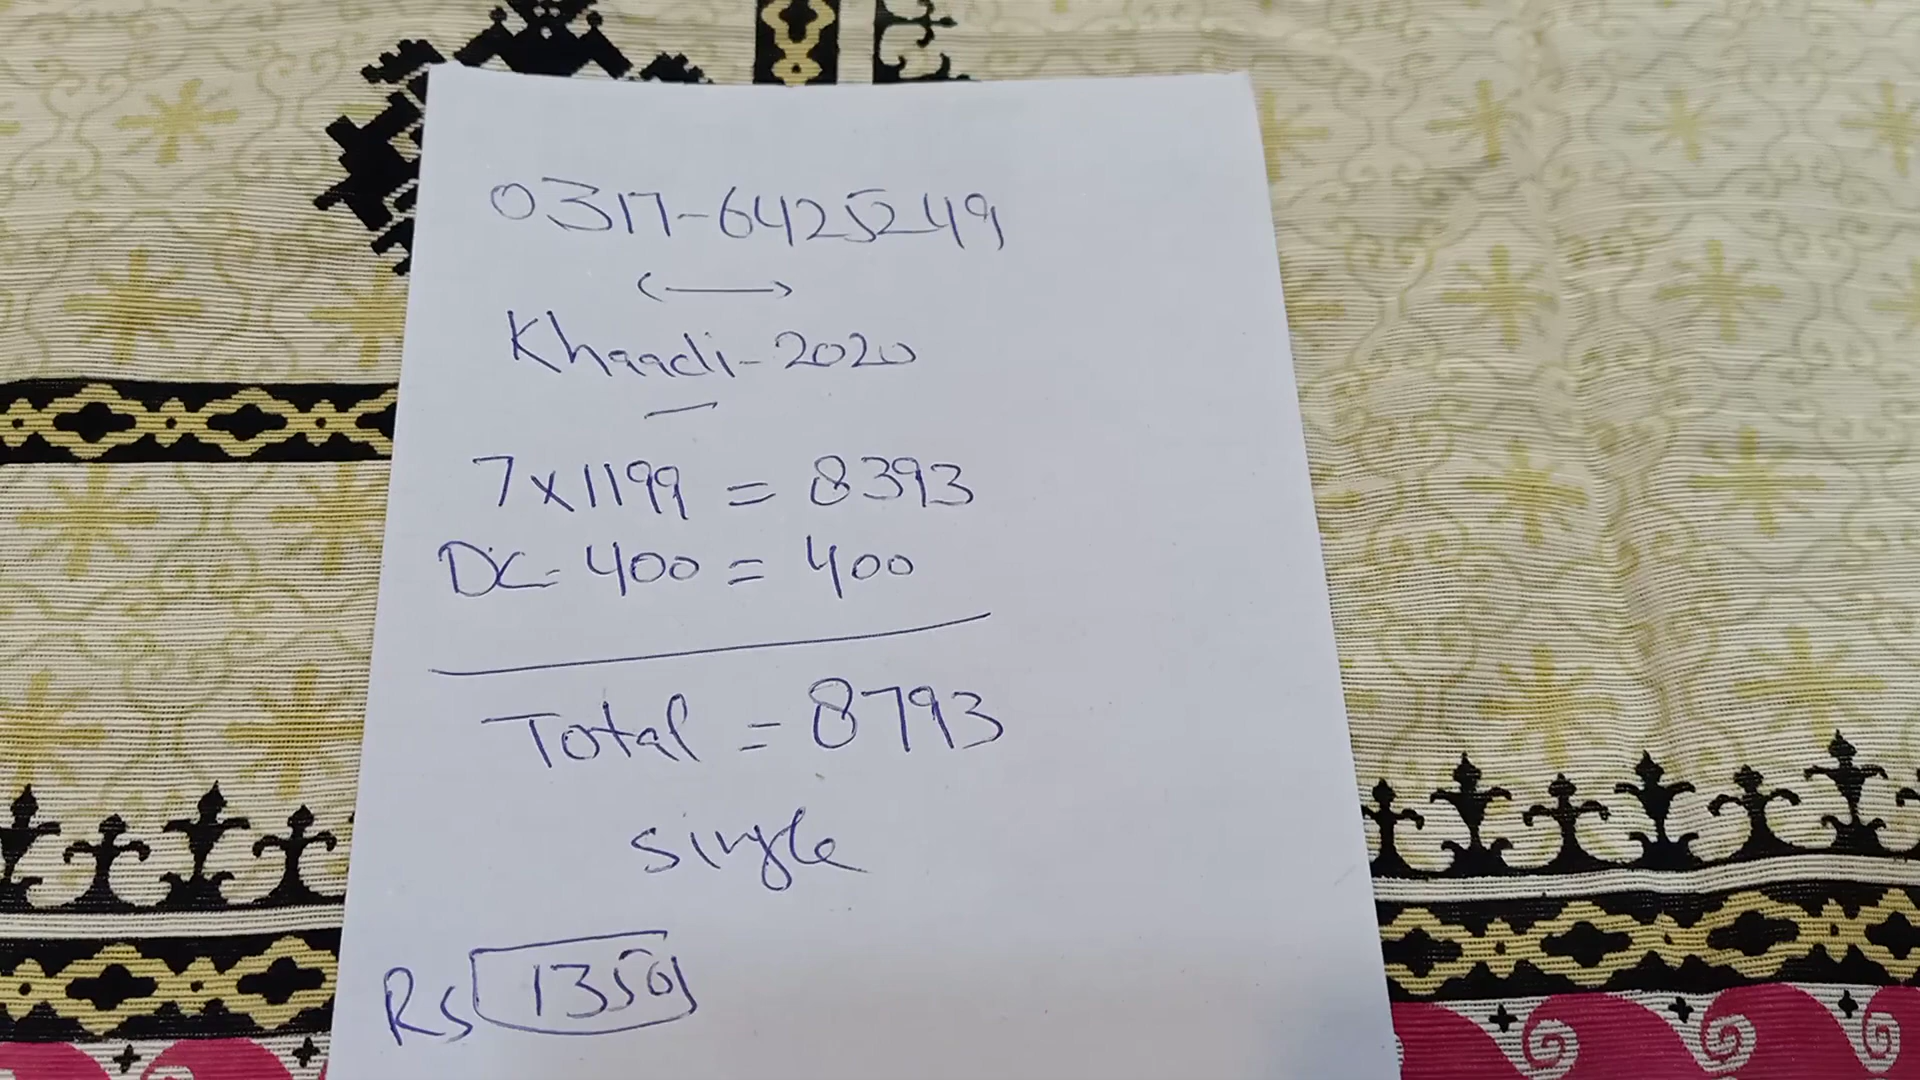 0317-6425249
Khaadi-2020
7x1199 = 8393
DC-400 = 400
Total = 8793
single
Rs 1350